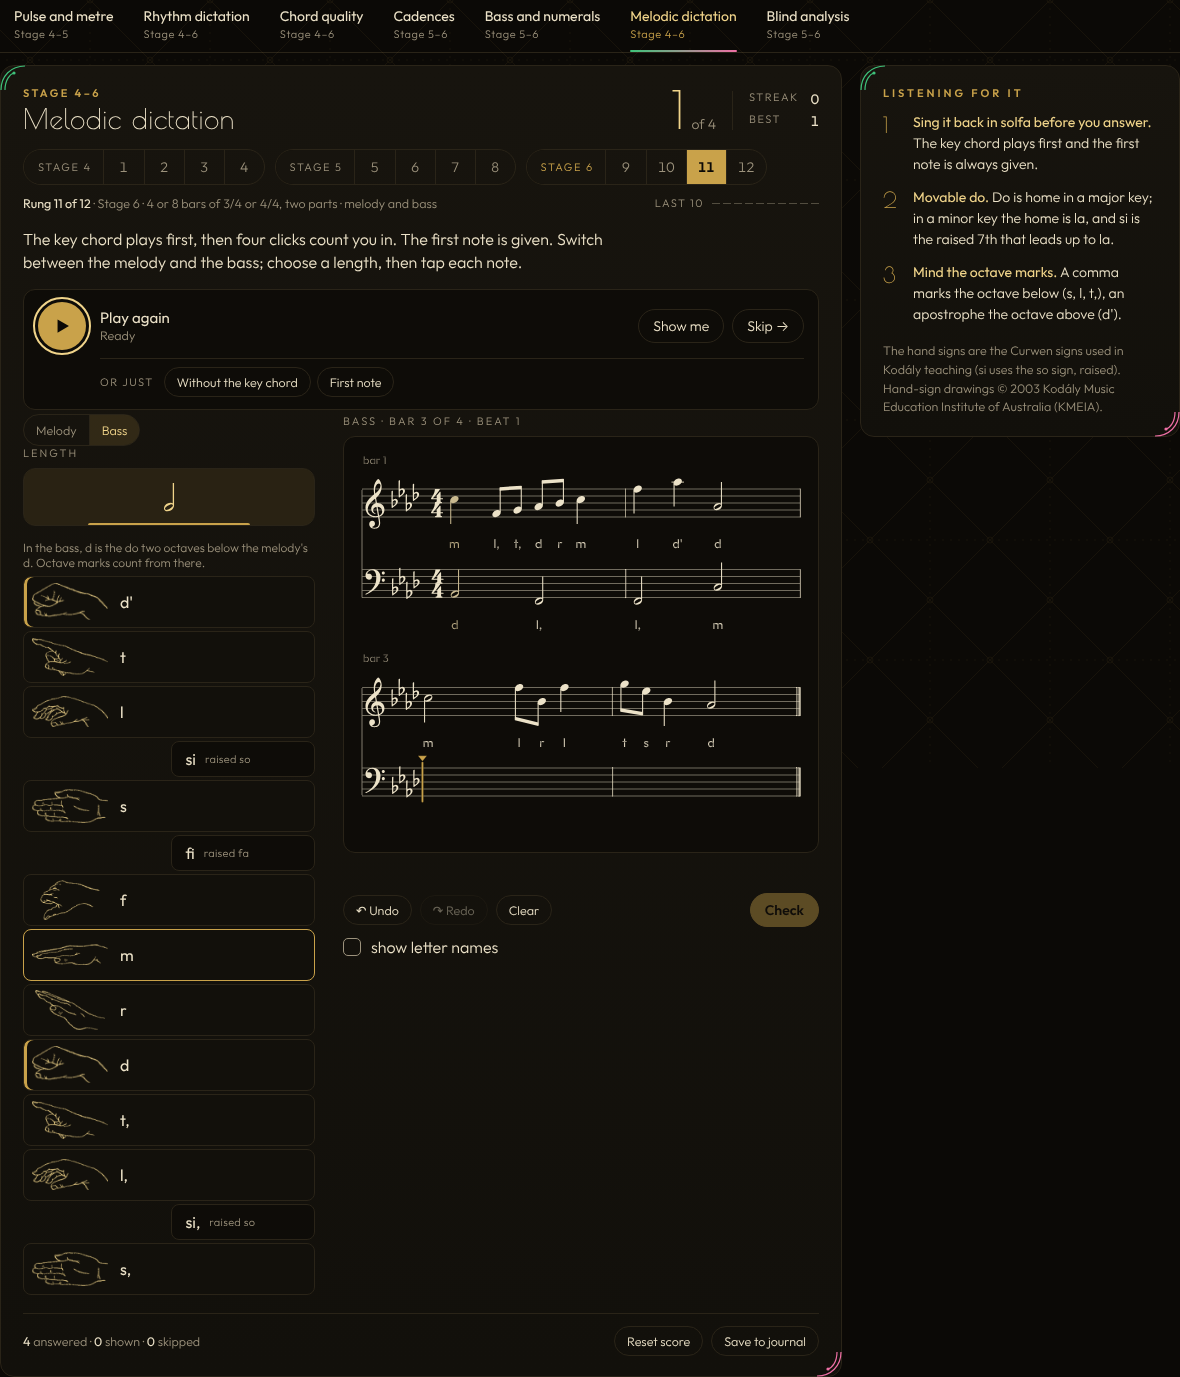 Pulse and metre
Stage 4–5
Rhythm dictation
Stage 4–6
Chord quality
Stage 4–6
Cadences
Stage 5–6
Bass and numerals
Stage 5–6
Melodic dictation
Stage 4–6
Blind analysis
Stage 5–6
STAGE 4–6
Melodic dictation
1 of 4
STREAK 0
BEST 1
STAGE 4 1 2 3 4
STAGE 5 5 6 7 8
STAGE 6 9 10 11 12
Rung 11 of 12 · Stage 6 · 4 or 8 bars of 3/4 or 4/4, two parts · melody and bass
LAST 10 – – – – – – – – – –
The key chord plays first, then four clicks count you in. The first note is given. Switch
between the melody and the bass; choose a length, then tap each note.
Play again
Ready
Show me
Skip →
OR JUST
Without the key chord
First note
Melody
Bass
LENGTH
In the bass, d is the do two octaves below the melody's
d. Octave marks count from there.
d'
t
l
si raised so
s
fi raised fa
f
m
r
d
t,
l,
si, raised so
s,
BASS · BAR 3 OF 4 · BEAT 1
bar 1
4
4
m l, t, d r m l d' d
4
4
d l, l, m
bar 3
m l r l t s r d
↶ Undo
↷ Redo
Clear
Check
show letter names
4 answered · 0 shown · 0 skipped
Reset score
Save to journal
LISTENING FOR IT
1 Sing it back in solfa before you answer.
The key chord plays first and the first
note is always given.
2 Movable do. Do is home in a major key;
in a minor key the home is la, and si is
the raised 7th that leads up to la.
3 Mind the octave marks. A comma
marks the octave below (s, l, t,), an
apostrophe the octave above (d’).
The hand signs are the Curwen signs used in
Kodály teaching (si uses the so sign, raised).
Hand-sign drawings © 2003 Kodály Music
Education Institute of Australia (KMEIA).